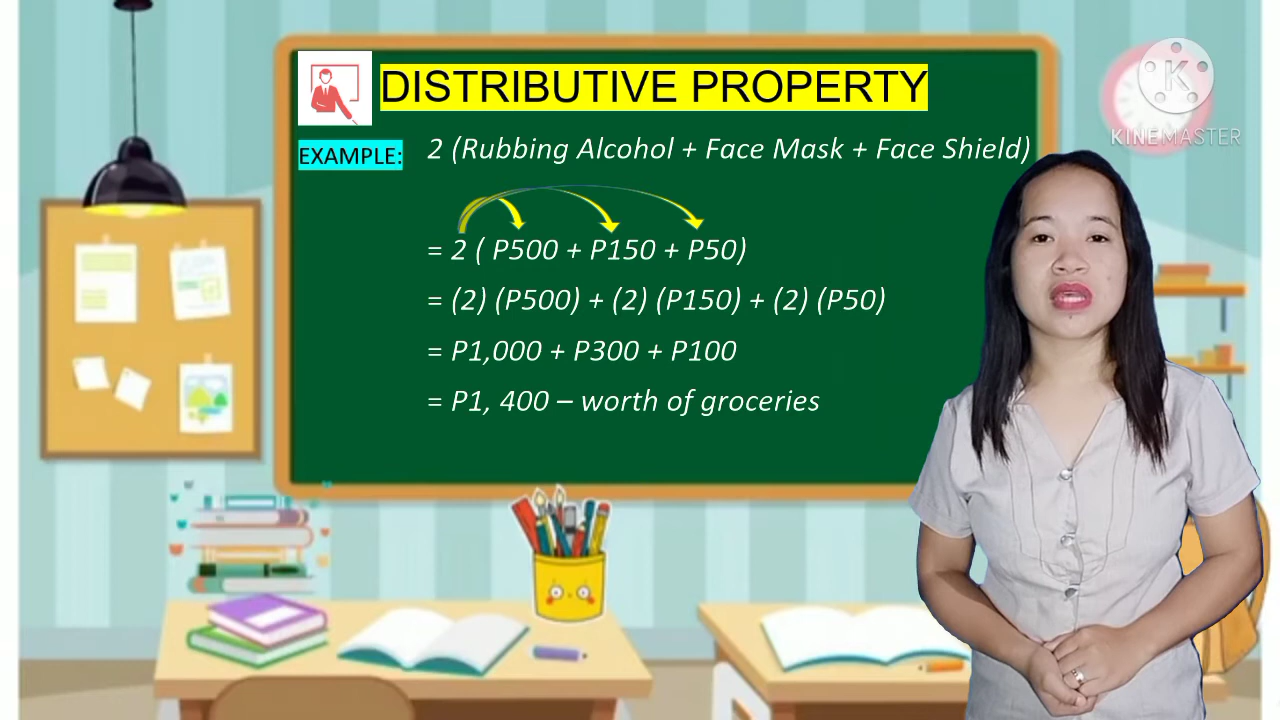 DISTRIBUTIVE PROPERTY
EXAMPLE: 2 (Rubbing Alcohol + Face Mask + Face Shield)
= 2 ( P500 + P150 + P50)
= (2) (P500) + (2) (P150) + (2) (P50)
= P1,000 + P300 + P100
= P1, 400 – worth of groceries
K
KINEMASTER